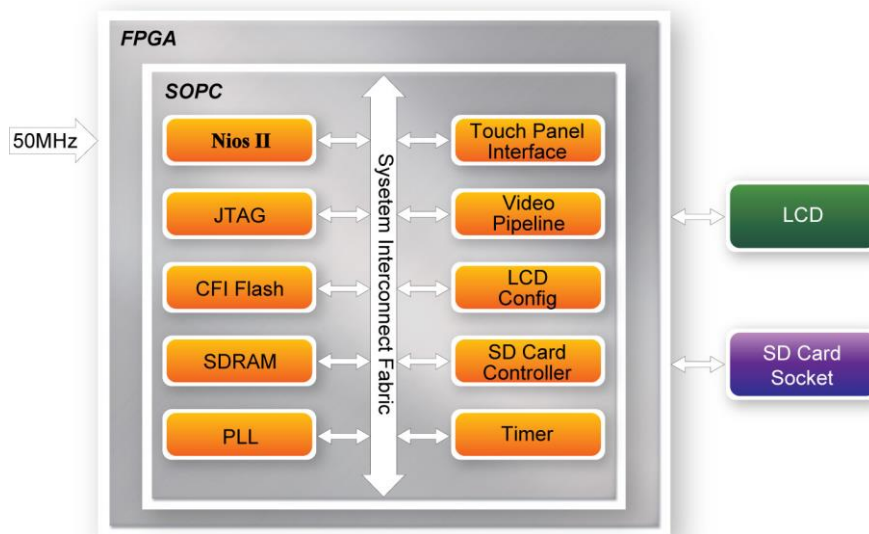 FPGA
SOPC
50MHz
Nios II
JTAG
CFI Flash
SDRAM
PLL
Sysetem Interconnect Fabric
Touch Panel
Interface
Video
Pipeline
LCD
Config
SD Card
Controller
Timer
LCD
SD Card
Socket